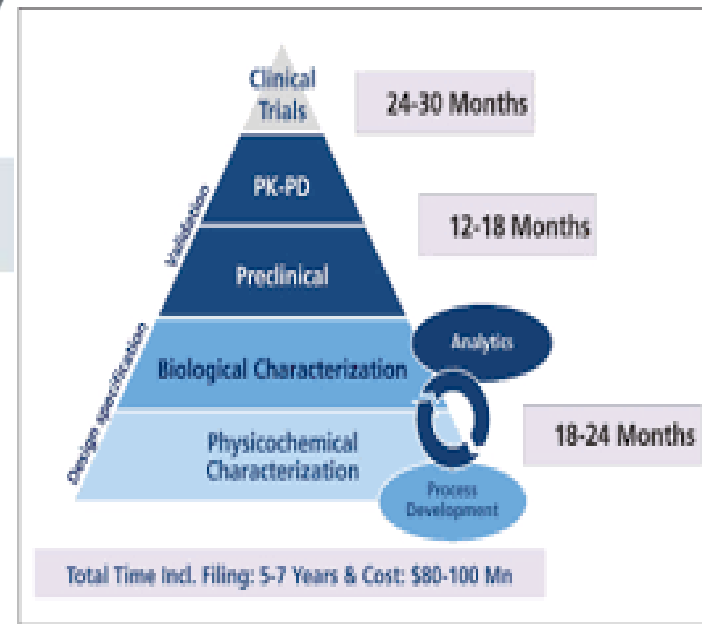 Clinical
Trials
24-30 Months
PK-PD
12-18 Months
Validation
Preclinical
Analytics
Biological Characterization
Design specification
18-24 Months
Physicochemical
Characterization
Process
Development
Total Time Incl. Filing: 5-7 Years & Cost: $80-100 Mn